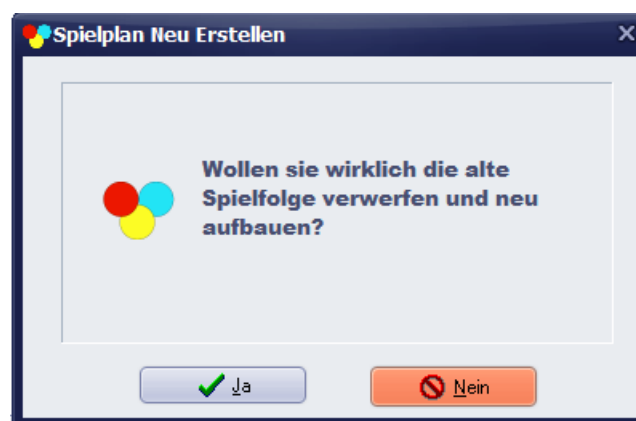 Spielplan Neu Erstellen
Wollen sie wirklich die alte
Spielfolge verwerfen und neu
aufbauen?
Ja
Nein